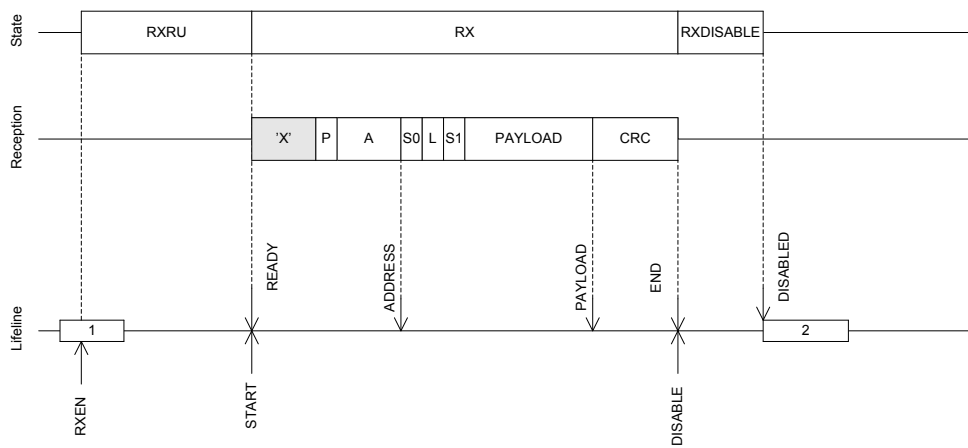 State
RXRU
RX
RXDISABLE
Reception
'X'
P
A
S0
L
S1
PAYLOAD
CRC
READY
ADDRESS
PAYLOAD
END
DISABLED
Lifeline
1
2
RXEN
START
DISABLE